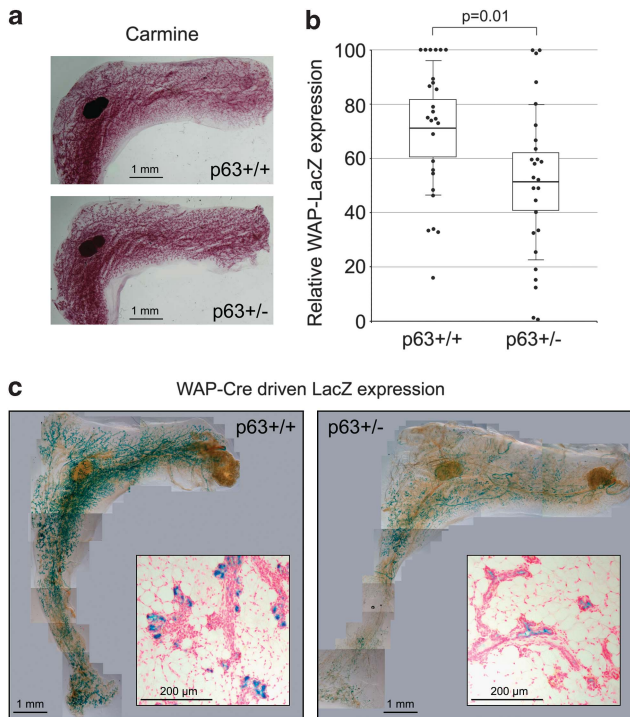 a
Carmine
p63+/+
1 mm
p63+/-
1 mm
b
p=0.01
Relative WAP-LacZ expression
100
80
60
40
20
0
p63+/+
p63+/-
c
WAP-Cre driven LacZ expression
p63+/+
200 µm
1 mm
p63+/-
200 µm
1 mm